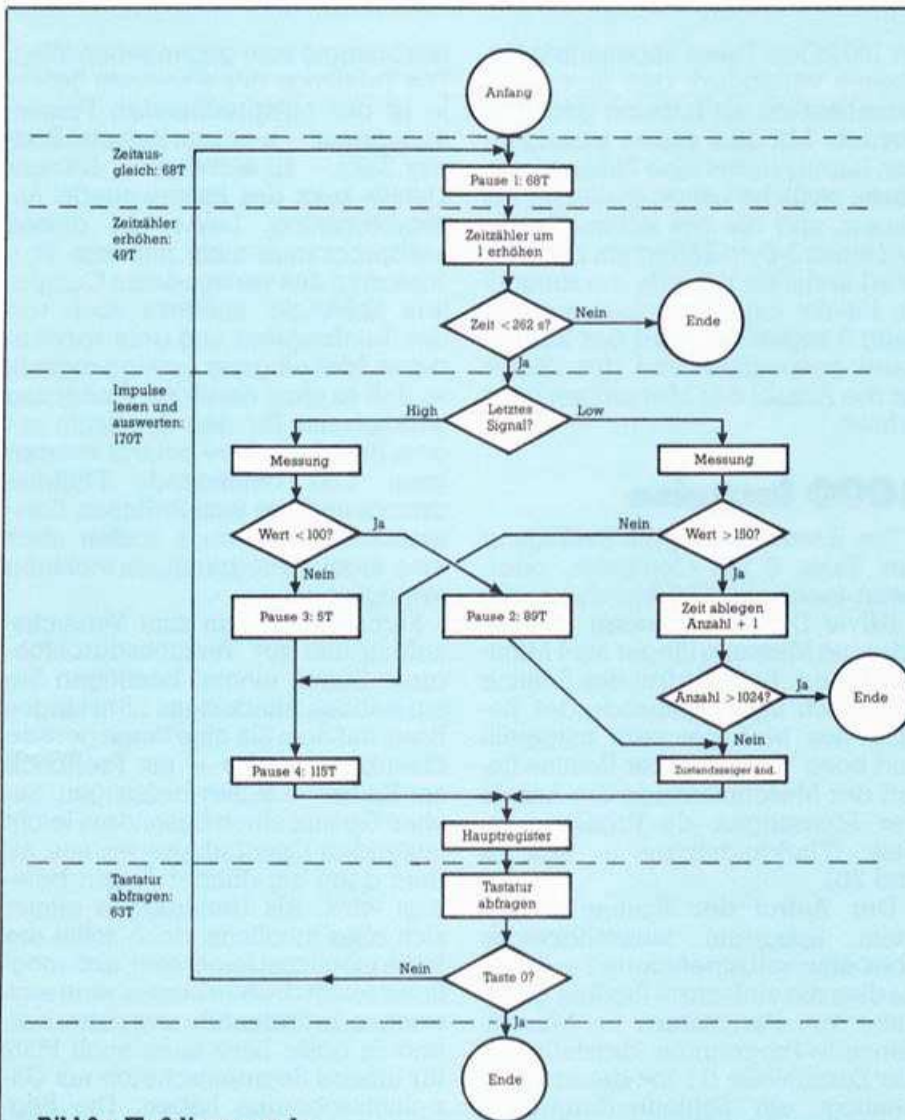 Anfang
Zeitaus-
gleich: 68T
Pause 1: 68T
Zeitzähler
erhöhen:
49T
Zeitzähler um
1 erhöhen
Zeit <262 s?
Nein
Ende
Ja
Impulse
lesen und
auswerten:
170T
High
Letztes
Signal?
Low
Messung
Messung
Wert <100?
Ja
Nein
Wert >150?
Nein
Ja
Pause 3: 5T
Pause 2: 89T
Zeit ablegen
Anzahl + 1
Anzahl >1024?
Ja
Ende
Nein
Pause 4: 115T
Zustandszeiger änd.
Hauptregister
Tastatur
abfragen:
63T
Tastatur
abfragen
Nein
Taste 0?
Ja
Ende